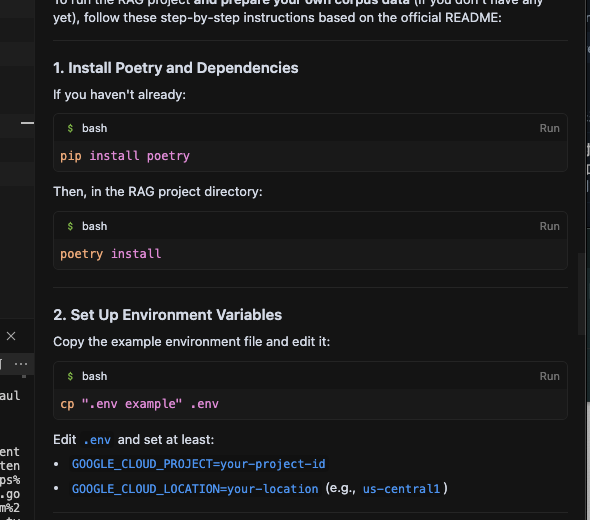 To run the RAG project and prepare your own corpus data (if you don't have any
yet), follow these step-by-step instructions based on the official README:
1. Install Poetry and Dependencies
If you haven't already:
$ bash
Run
pip install poetry
Then, in the RAG project directory:
$ bash
Run
poetry install
2. Set Up Environment Variables
Copy the example environment file and edit it:
$ bash
Run
cp ".env example" .env
Edit .env and set at least:
• GOOGLE_CLOUD_PROJECT=your-project-id
• GOOGLE_CLOUD_LOCATION=your-location (e.g., us-central1)
aul
ent
ten
ps%
.go
m%2